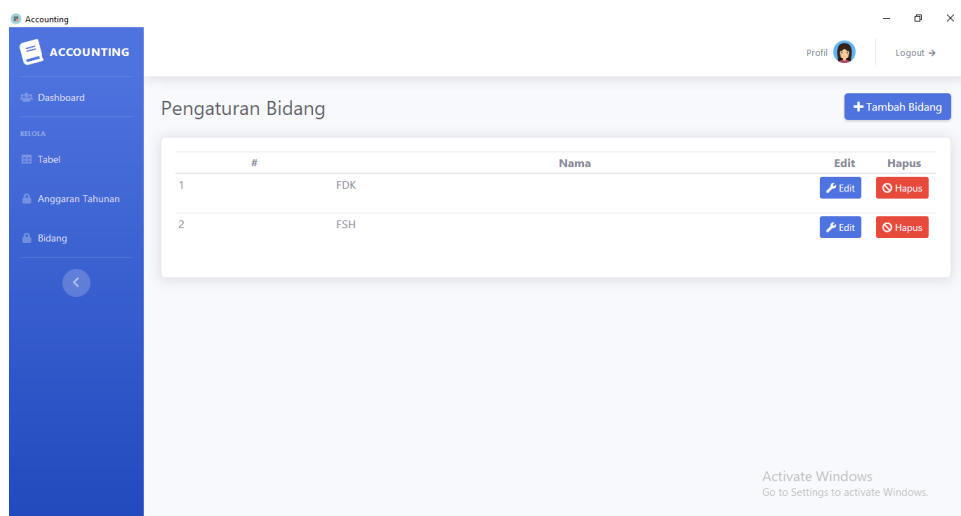 Accounting
ACCOUNTING
Profil
Logout
Dashboard
KELOLA
Tabel
Anggaran Tahunan
Bidang
Pengaturan Bidang
Tambah Bidang
# Nama Edit Hapus
1 FDK Edit Hapus
2 FSH Edit Hapus
Activate Windows
Go to Settings to activate Windows.